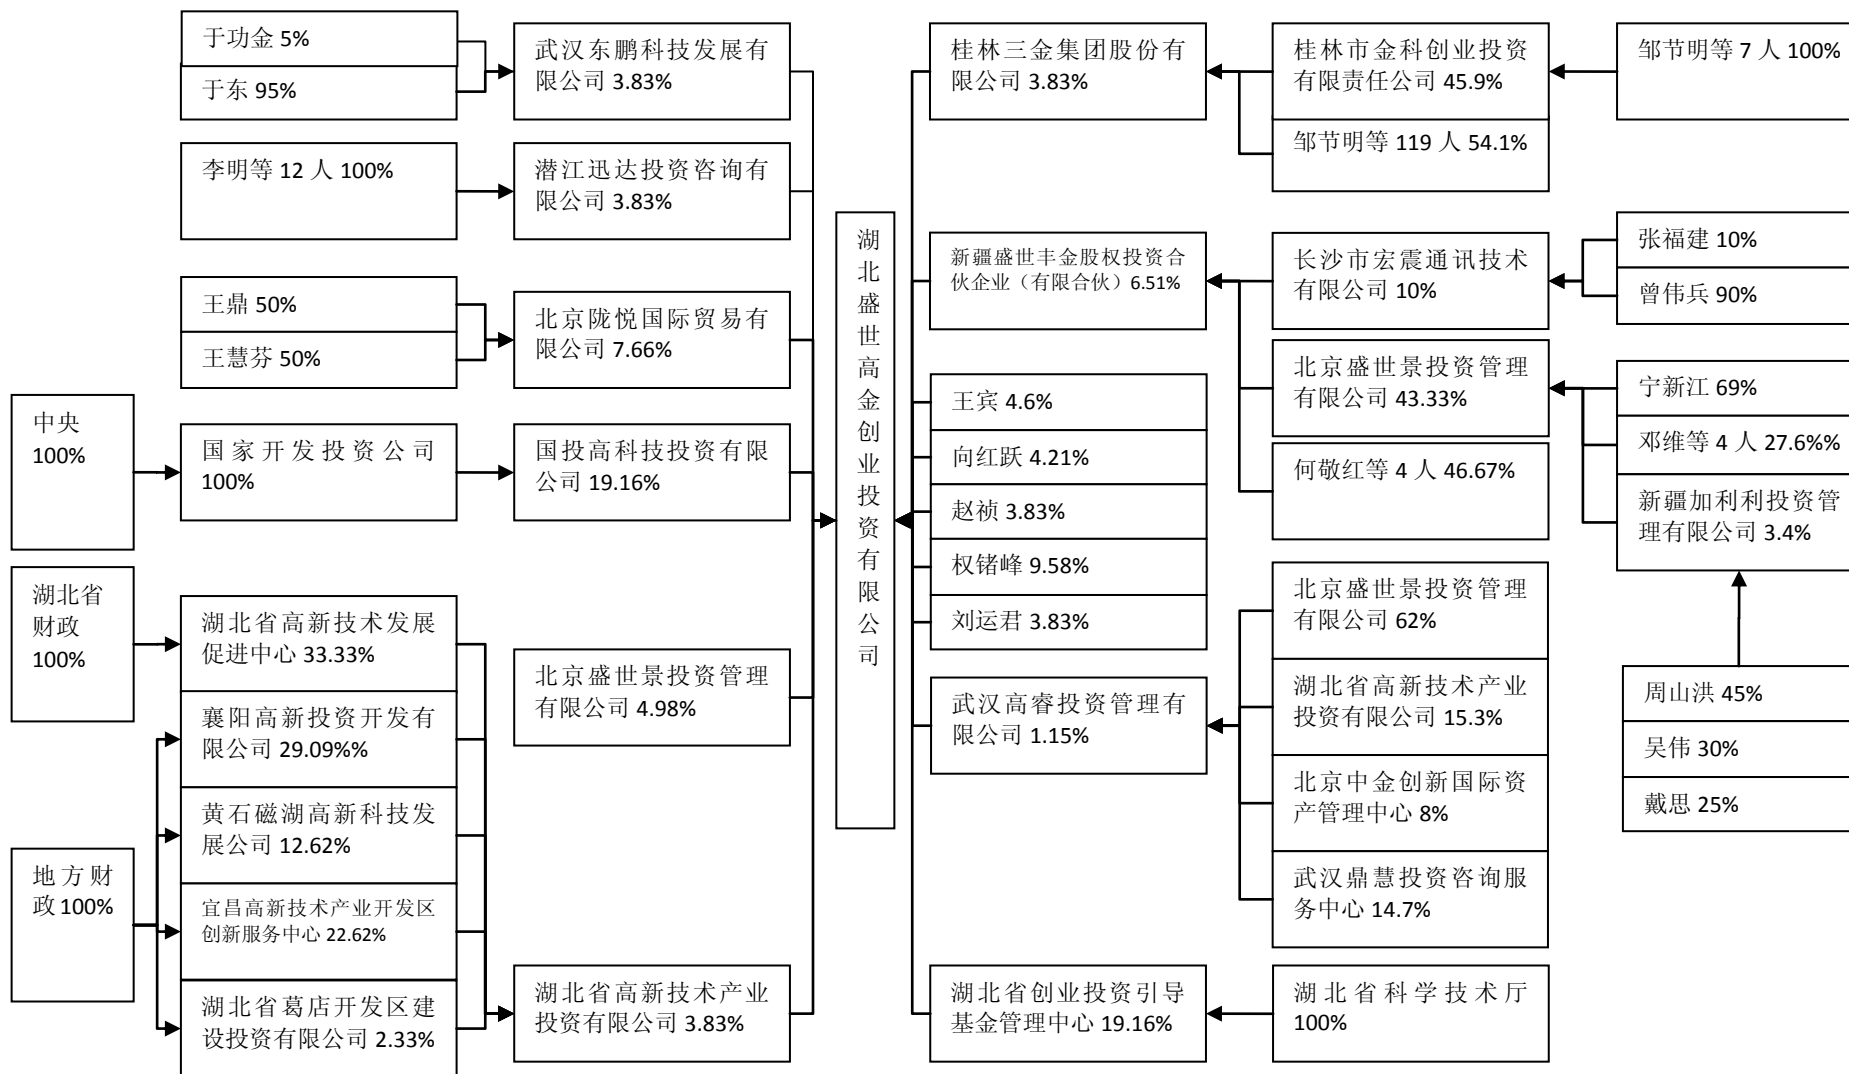 于功金 5%
于东 95%
武汉东鹏科技发展有
限公司 3.83%
李明等 12 人 100%
潜江迅达投资咨询有
限公司 3.83%
王鼎 50%
王慧芬 50%
北京陇悦国际贸易有
限公司 7.66%
中央
100%
国家开发投资公司
100%
国投高科技投资有限
公司 19.16%
湖北省
财政
100%
湖北省高新技术发展
促进中心 33.33%
襄阳高新投资开发有
限公司 29.09%%
黄石磁湖高新科技发
展公司 12.62%
地方财
政 100%
宜昌高新技术产业开发区
创新服务中心 22.62%
湖北省葛店开发区建
设投资有限公司 2.33%
北京盛世景投资管理
有限公司 4.98%
湖北省高新技术产业
投资有限公司 3.83%
湖北盛世高金创业投资有限公司
桂林三金集团股份有
限公司 3.83%
桂林市金科创业投资
有限责任公司 45.9%
邹节明等 119 人 54.1%
邹节明等 7 人 100%
新疆盛世丰金股权投资合
伙企业（有限合伙）6.51%
长沙市宏震通讯技术
有限公司 10%
张福建 10%
曾伟兵 90%
北京盛世景投资管理
有限公司 43.33%
何敬红等 4 人 46.67%
宁新江 69%
邓维等 4 人 27.6%%
新疆加利利投资管
理有限公司 3.4%
周山洪 45%
吴伟 30%
戴思 25%
王宾 4.6%
向红跃 4.21%
赵祯 3.83%
权锗峰 9.58%
刘运君 3.83%
武汉高睿投资管理有
限公司 1.15%
北京盛世景投资管理
有限公司 62%
湖北省高新技术产业
投资有限公司 15.3%
北京中金创新国际资
产管理中心 8%
武汉鼎慧投资咨询服
务中心 14.7%
湖北省创业投资引导
基金管理中心 19.16%
湖北省科学技术厅
100%